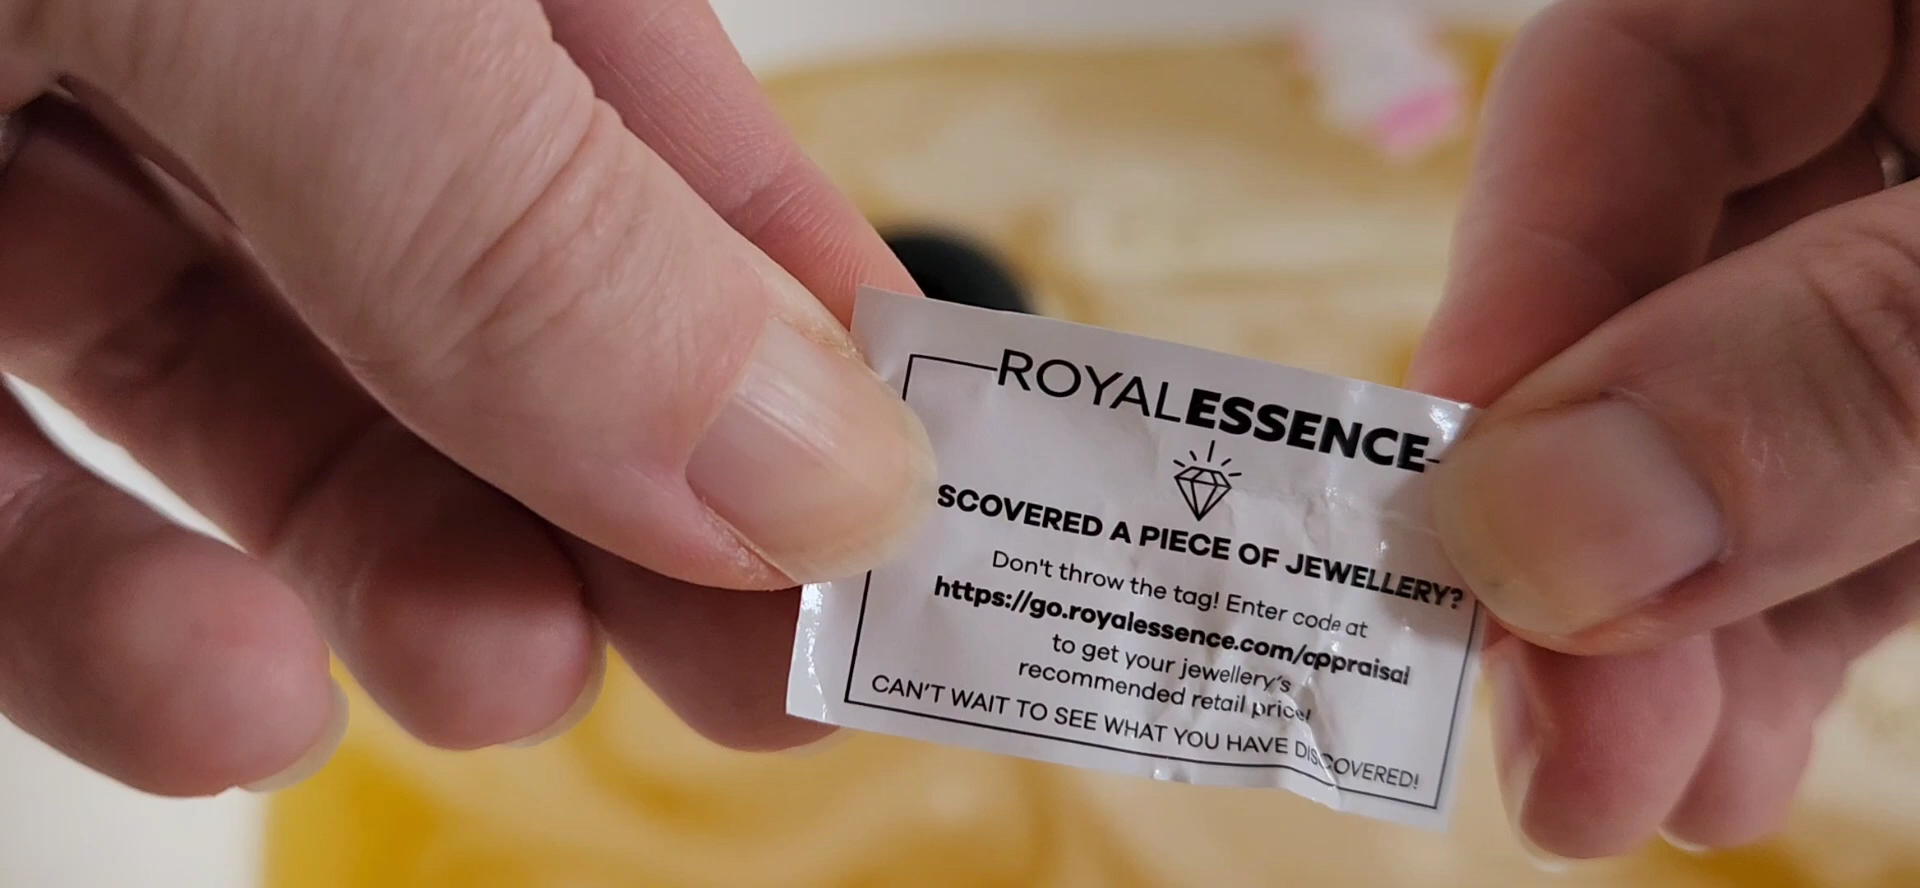 ROYALESSENCE
SCOVERED A PIECE OF JEWELLERY?
Don't throw the tag! Enter code at
https://go.royalessence.com/appraisal
to get your jewellery's
recommended retail price!
CAN'T WAIT TO SEE WHAT YOU HAVE DISCOVERED!